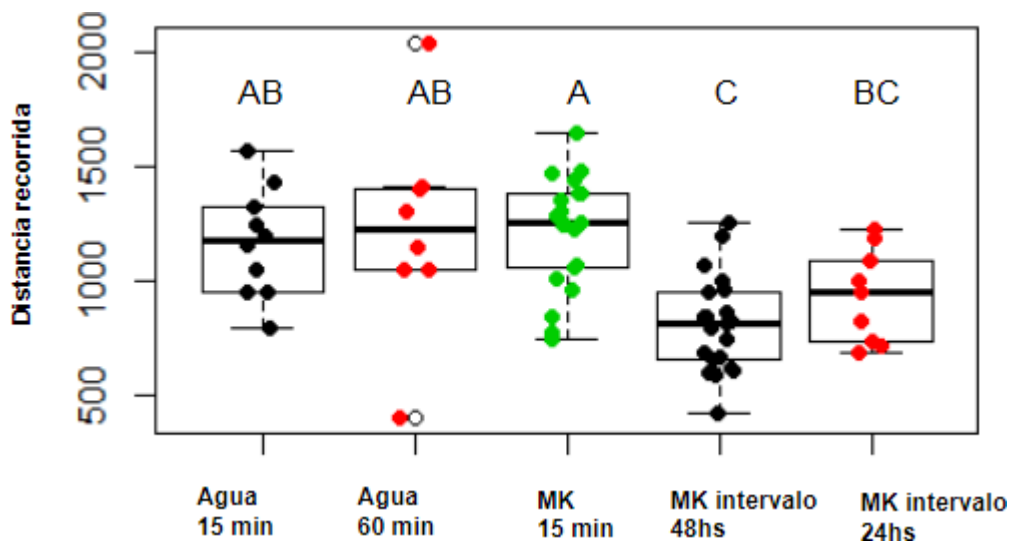 Distancia recorrida
2000
1500
1000
500
AB
AB
A
C
BC
Agua
15 min
Agua
60 min
MK
15 min
MK intervalo
48hs
MK intervalo
24hs